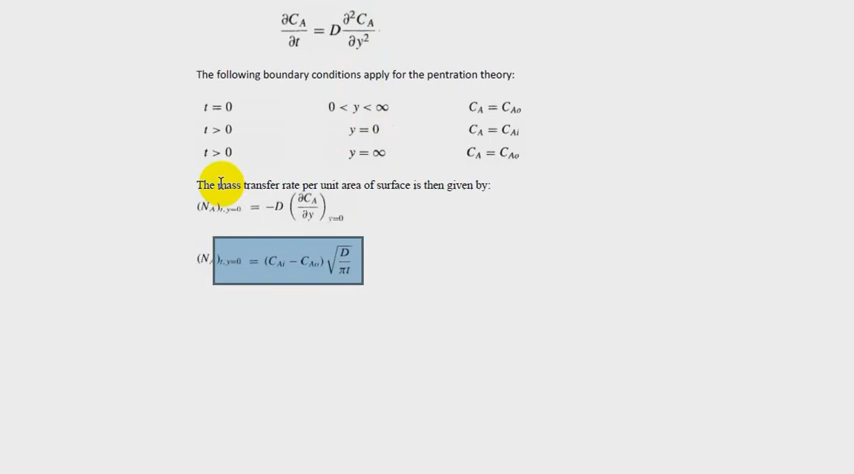 ∂C_A/∂t = D ∂²C_A/∂y²
The following boundary conditions apply for the pentration theory:
t = 0 0 < y < ∞ C_A = C_Ao
t > 0 y = 0 C_A = C_Ai
t > 0 y = ∞ C_A = C_Ao
The mass transfer rate per unit area of surface is then given by:
(N_A)_t,y=0 = −D (∂C_A/∂y)_y=0
(N_A)_t,y=0 = (C_Ai − C_Ao) √(D/πt)